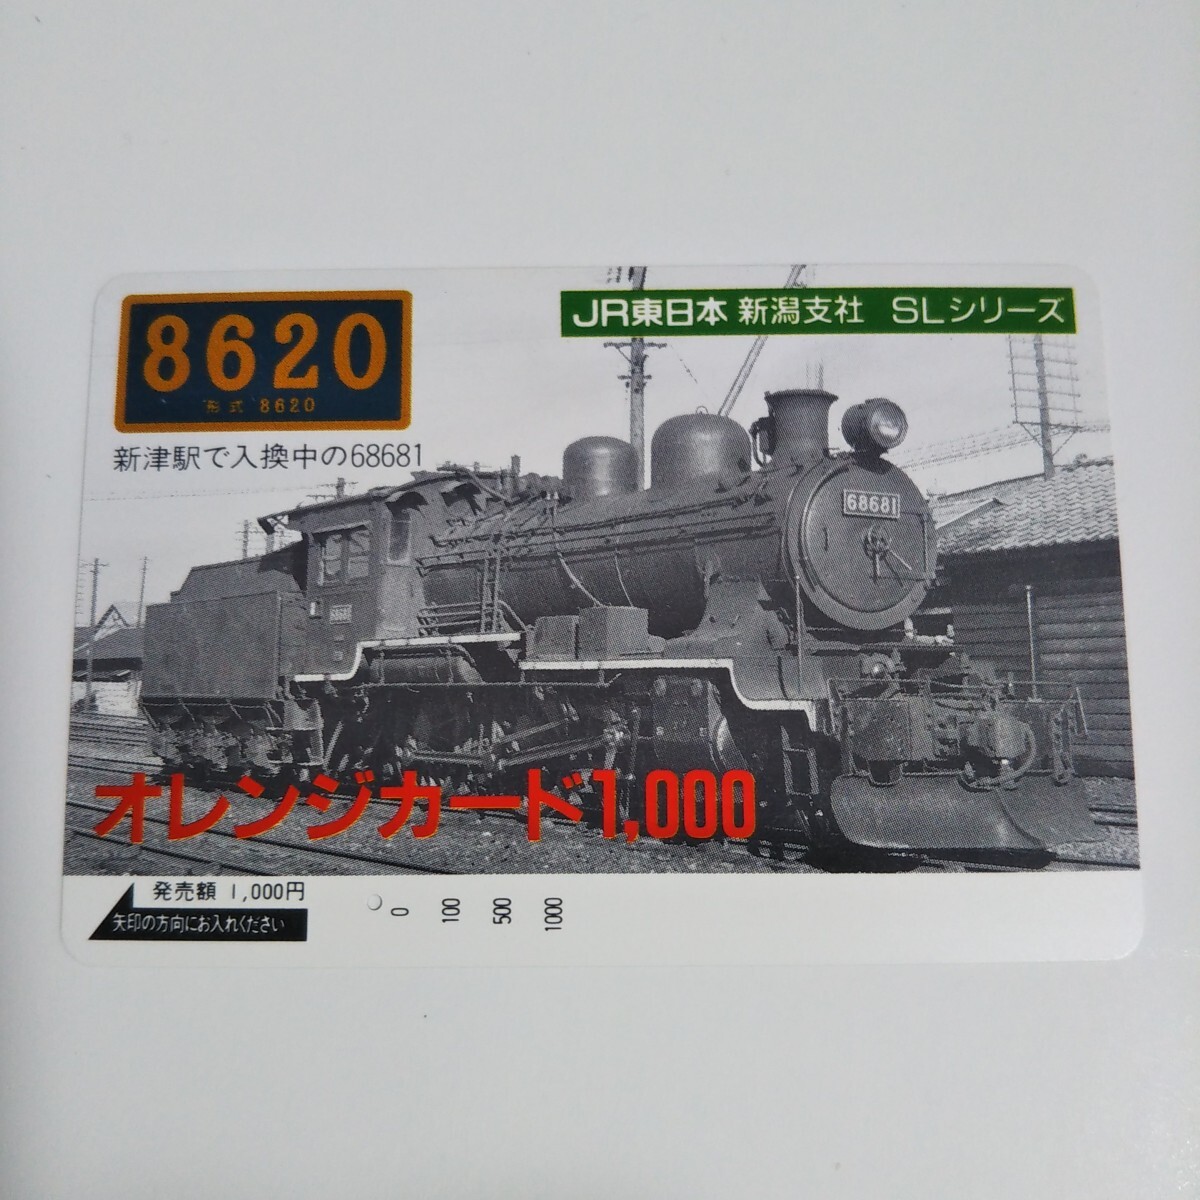 8620
形式 8620
JR東日本 新潟支社 SLシリーズ
新津駅で入換中の68681
68681
68681
オレンジカード1,000
発売額 1,000円
矢印の方向にお入れください
0 100 500 1000